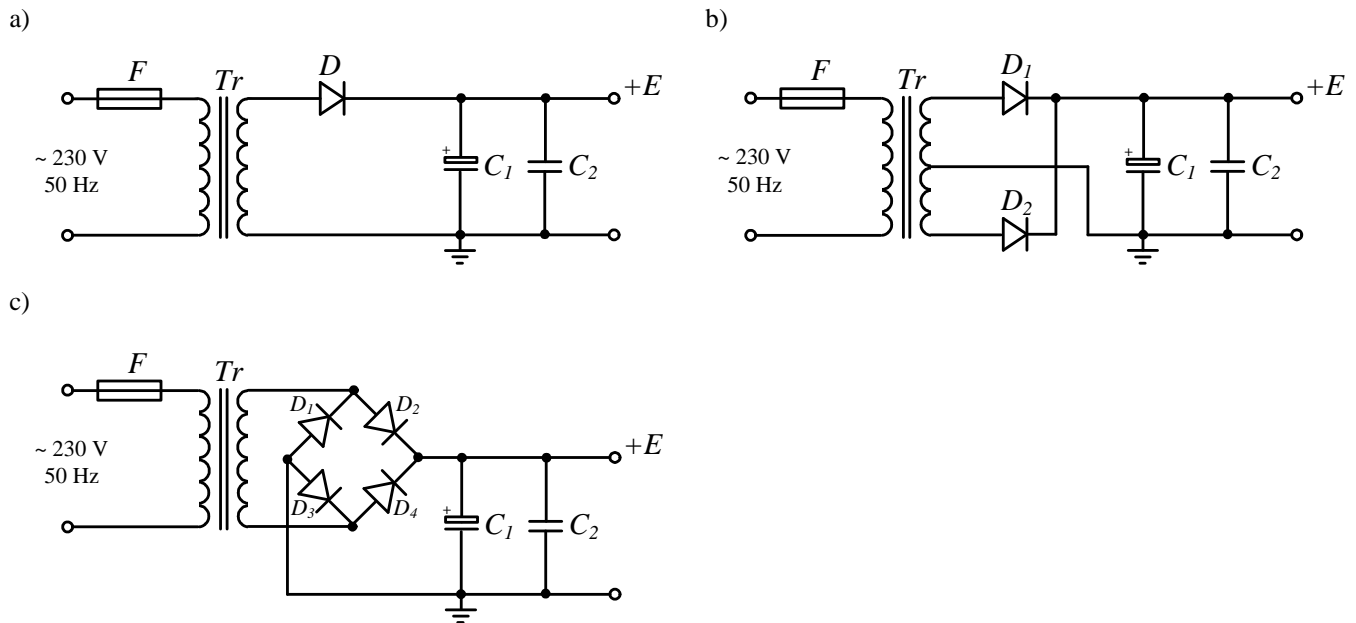 a)
F
Tr
D
+E
~ 230 V
50 Hz
+
C1
C2
b)
F
Tr
D1
+E
~ 230 V
50 Hz
+
C1
C2
D2
c)
F
Tr
D1
D2
+E
~ 230 V
50 Hz
D3
D4
+
C1
C2